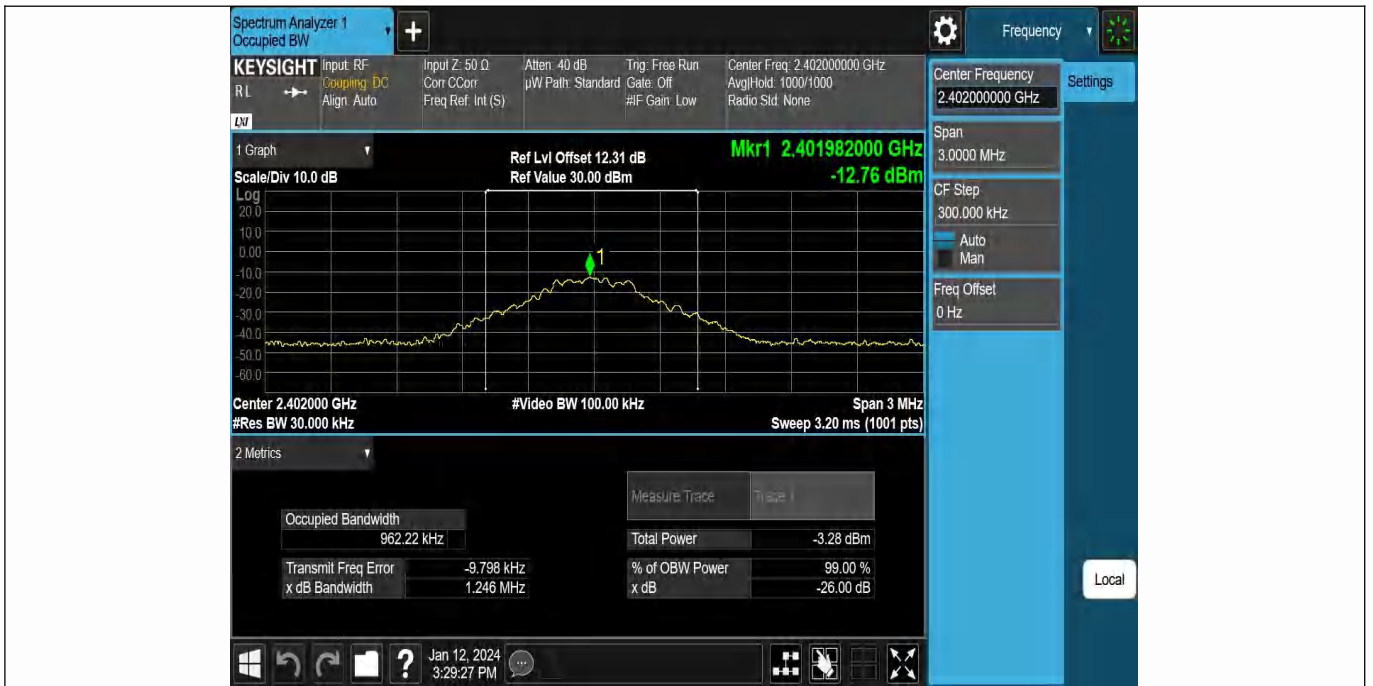 Spectrum Analyzer 1
Occupied BW
Frequency
KEYSIGHT
RL
LXI
Input: RF
Coupling: DC
Align: Auto
Input Z: 50 Ω
Corr CCorr
Freq Ref: Int (S)
Atten: 40 dB
µW Path: Standard
Trig: Free Run
Gate: Off
#IF Gain: Low
Center Freq: 2.402000000 GHz
Avg|Hold: 1000/1000
Radio Std: None
Center Frequency
2.402000000 GHz
Settings
Span
3.0000 MHz
CF Step
300.000 kHz
Auto
Man
Freq Offset
0 Hz
Local
1 Graph
Scale/Div 10.0 dB
Ref Lvl Offset 12.31 dB
Ref Value 30.00 dBm
Mkr1 2.401982000 GHz
-12.76 dBm
Log
20.0
10.0
0.00
-10.0
-20.0
-30.0
-40.0
-50.0
-60.0
1
Center 2.402000 GHz
#Res BW 30.000 kHz
#Video BW 100.00 kHz
Span 3 MHz
Sweep 3.20 ms (1001 pts)
2 Metrics
Measure Trace
Trace 1
Occupied Bandwidth
962.22 kHz
Total Power
-3.28 dBm
Transmit Freq Error
-9.798 kHz
% of OBW Power
99.00 %
x dB Bandwidth
1.246 MHz
x dB
-26.00 dB
?
Jan 12, 2024
3:29:27 PM